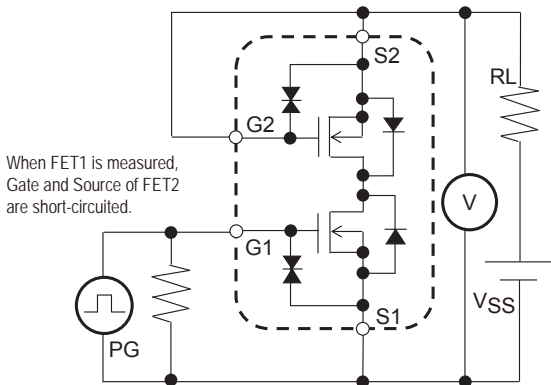 S2
RL
G2
When FET1 is measured,
Gate and Source of FET2
are short-circuited.
V
G1
VSS
S1
PG